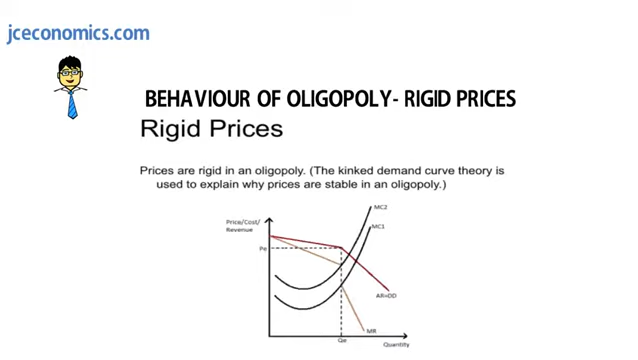 jceconomics.com
BEHAVIOUR OF OLIGOPOLY- RIGID PRICES
Rigid Prices
Prices are rigid in an oligopoly. (The kinked demand curve theory is
used to explain why prices are stable in an oligopoly.)
MC2
Price/Cost/
Revenue
MC1
Pe
AR=DD
MR
Qe
Quantity